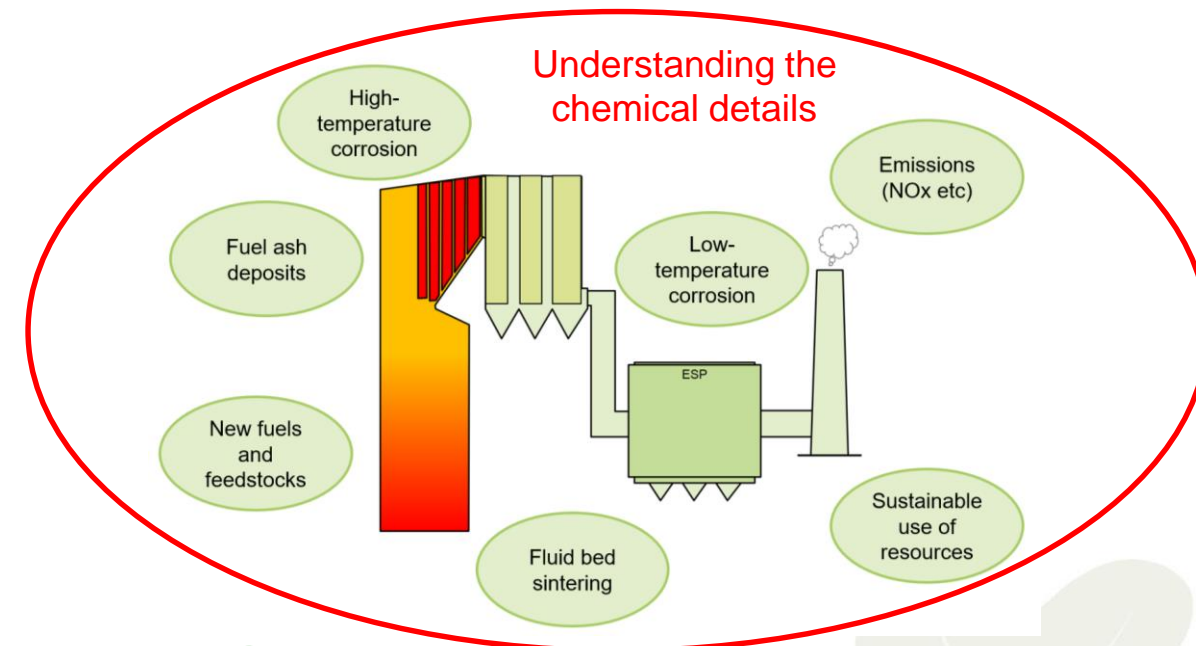 Understanding the
chemical details
High-
temperature
corrosion
Emissions
(NOx etc)
Fuel ash
deposits
Low-
temperature
corrosion
ESP
New fuels
and
feedstocks
Sustainable
use of
resources
Fluid bed
sintering